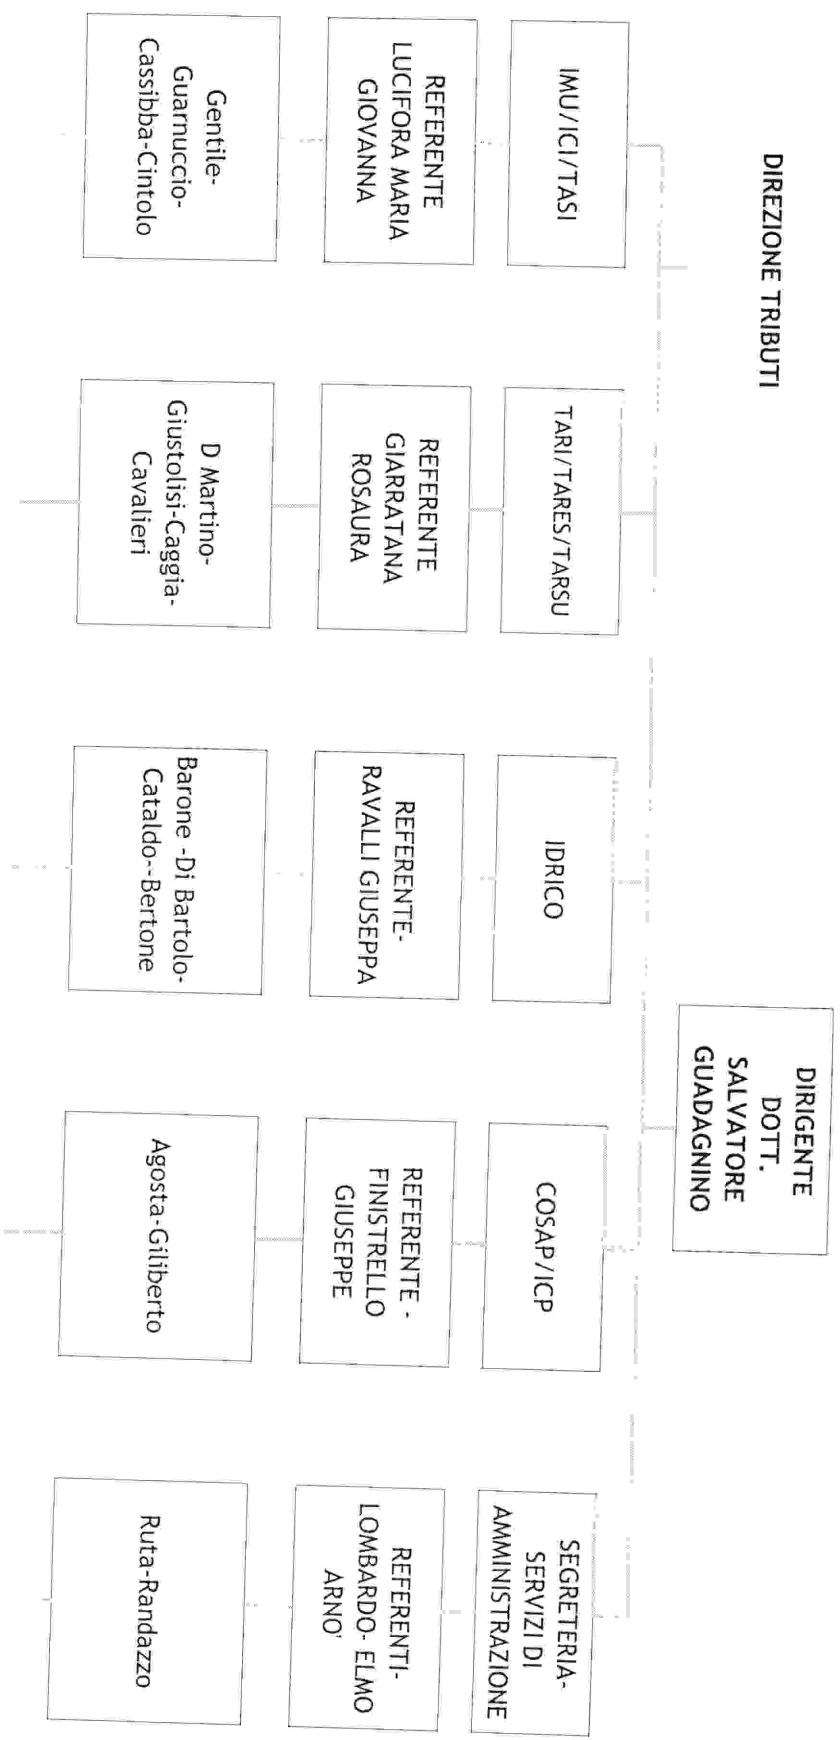 DIREZIONE TRIBUTI
DIRIGENTE
DOTT.
SALVATORE
GUADAGNINO
IMU/ICI/TASI
REFERENTE
LUCIFORA MARIA
GIOVANNA
Gentile-
Guarnuccio-
Cassibba-Cintolo
TARI/TARES/TARSU
REFERENTE
GIARRATANA
ROSAURA
D Martino-
Giustolisi-Caggia-
Cavalieri
IDRICO
REFERENTE-
RAVALLI GIUSEPPA
Barone -Di Bartolo-
Cataldo--Bertone
COSAP/ICP
REFERENTE -
FINISTRELLO
GIUSEPPE
Agosta-Giliberto
SEGRETERIA-
SERVIZI DI
AMMINISTRAZIONE
REFERENTI-
LOMBARDO- ELMO
ARNO'
Ruta-Randazzo